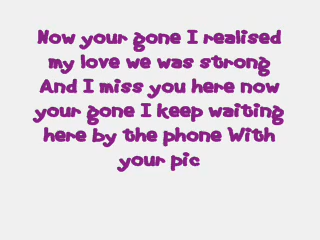 Now your gone I realised
my love we was strong
And I miss you here now
your gone I keep waiting
here by the phone With
your pic